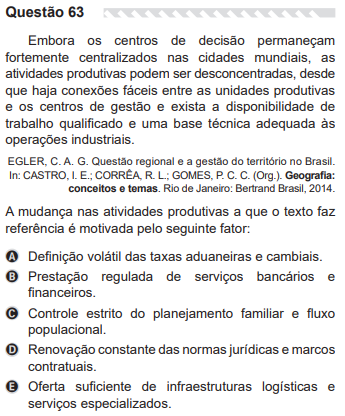 Questão 63
Embora os centros de decisão permaneçam
fortemente centralizados nas cidades mundiais, as
atividades produtivas podem ser desconcentradas, desde
que haja conexões fáceis entre as unidades produtivas
e os centros de gestão e exista a disponibilidade de
trabalho qualificado e uma base técnica adequada às
operações industriais.
EGLER, C. A. G. Questão regional e a gestão do território no Brasil.
In: CASTRO, I. E.; CORRÊA, R. L.; GOMES, P. C. C. (Org.). Geografia:
conceitos e temas. Rio de Janeiro: Bertrand Brasil, 2014.
A mudança nas atividades produtivas a que o texto faz
referência é motivada pelo seguinte fator:
A Definição volátil das taxas aduaneiras e cambiais.
B Prestação regulada de serviços bancários e
financeiros.
C Controle estrito do planejamento familiar e fluxo
populacional.
D Renovação constante das normas jurídicas e marcos
contratuais.
E Oferta suficiente de infraestruturas logísticas e
serviços especializados.